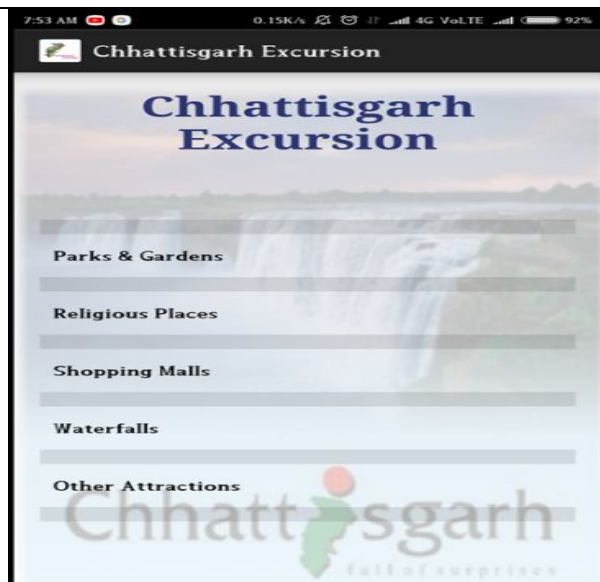 7:53 AM 0.15K/s 4G VoLTE 92%
Chhattisgarh Excursion
Chhattisgarh
Excursion
Parks & Gardens
Religious Places
Shopping Malls
Waterfalls
Other Attractions
Chhattisgarh
full of surprises